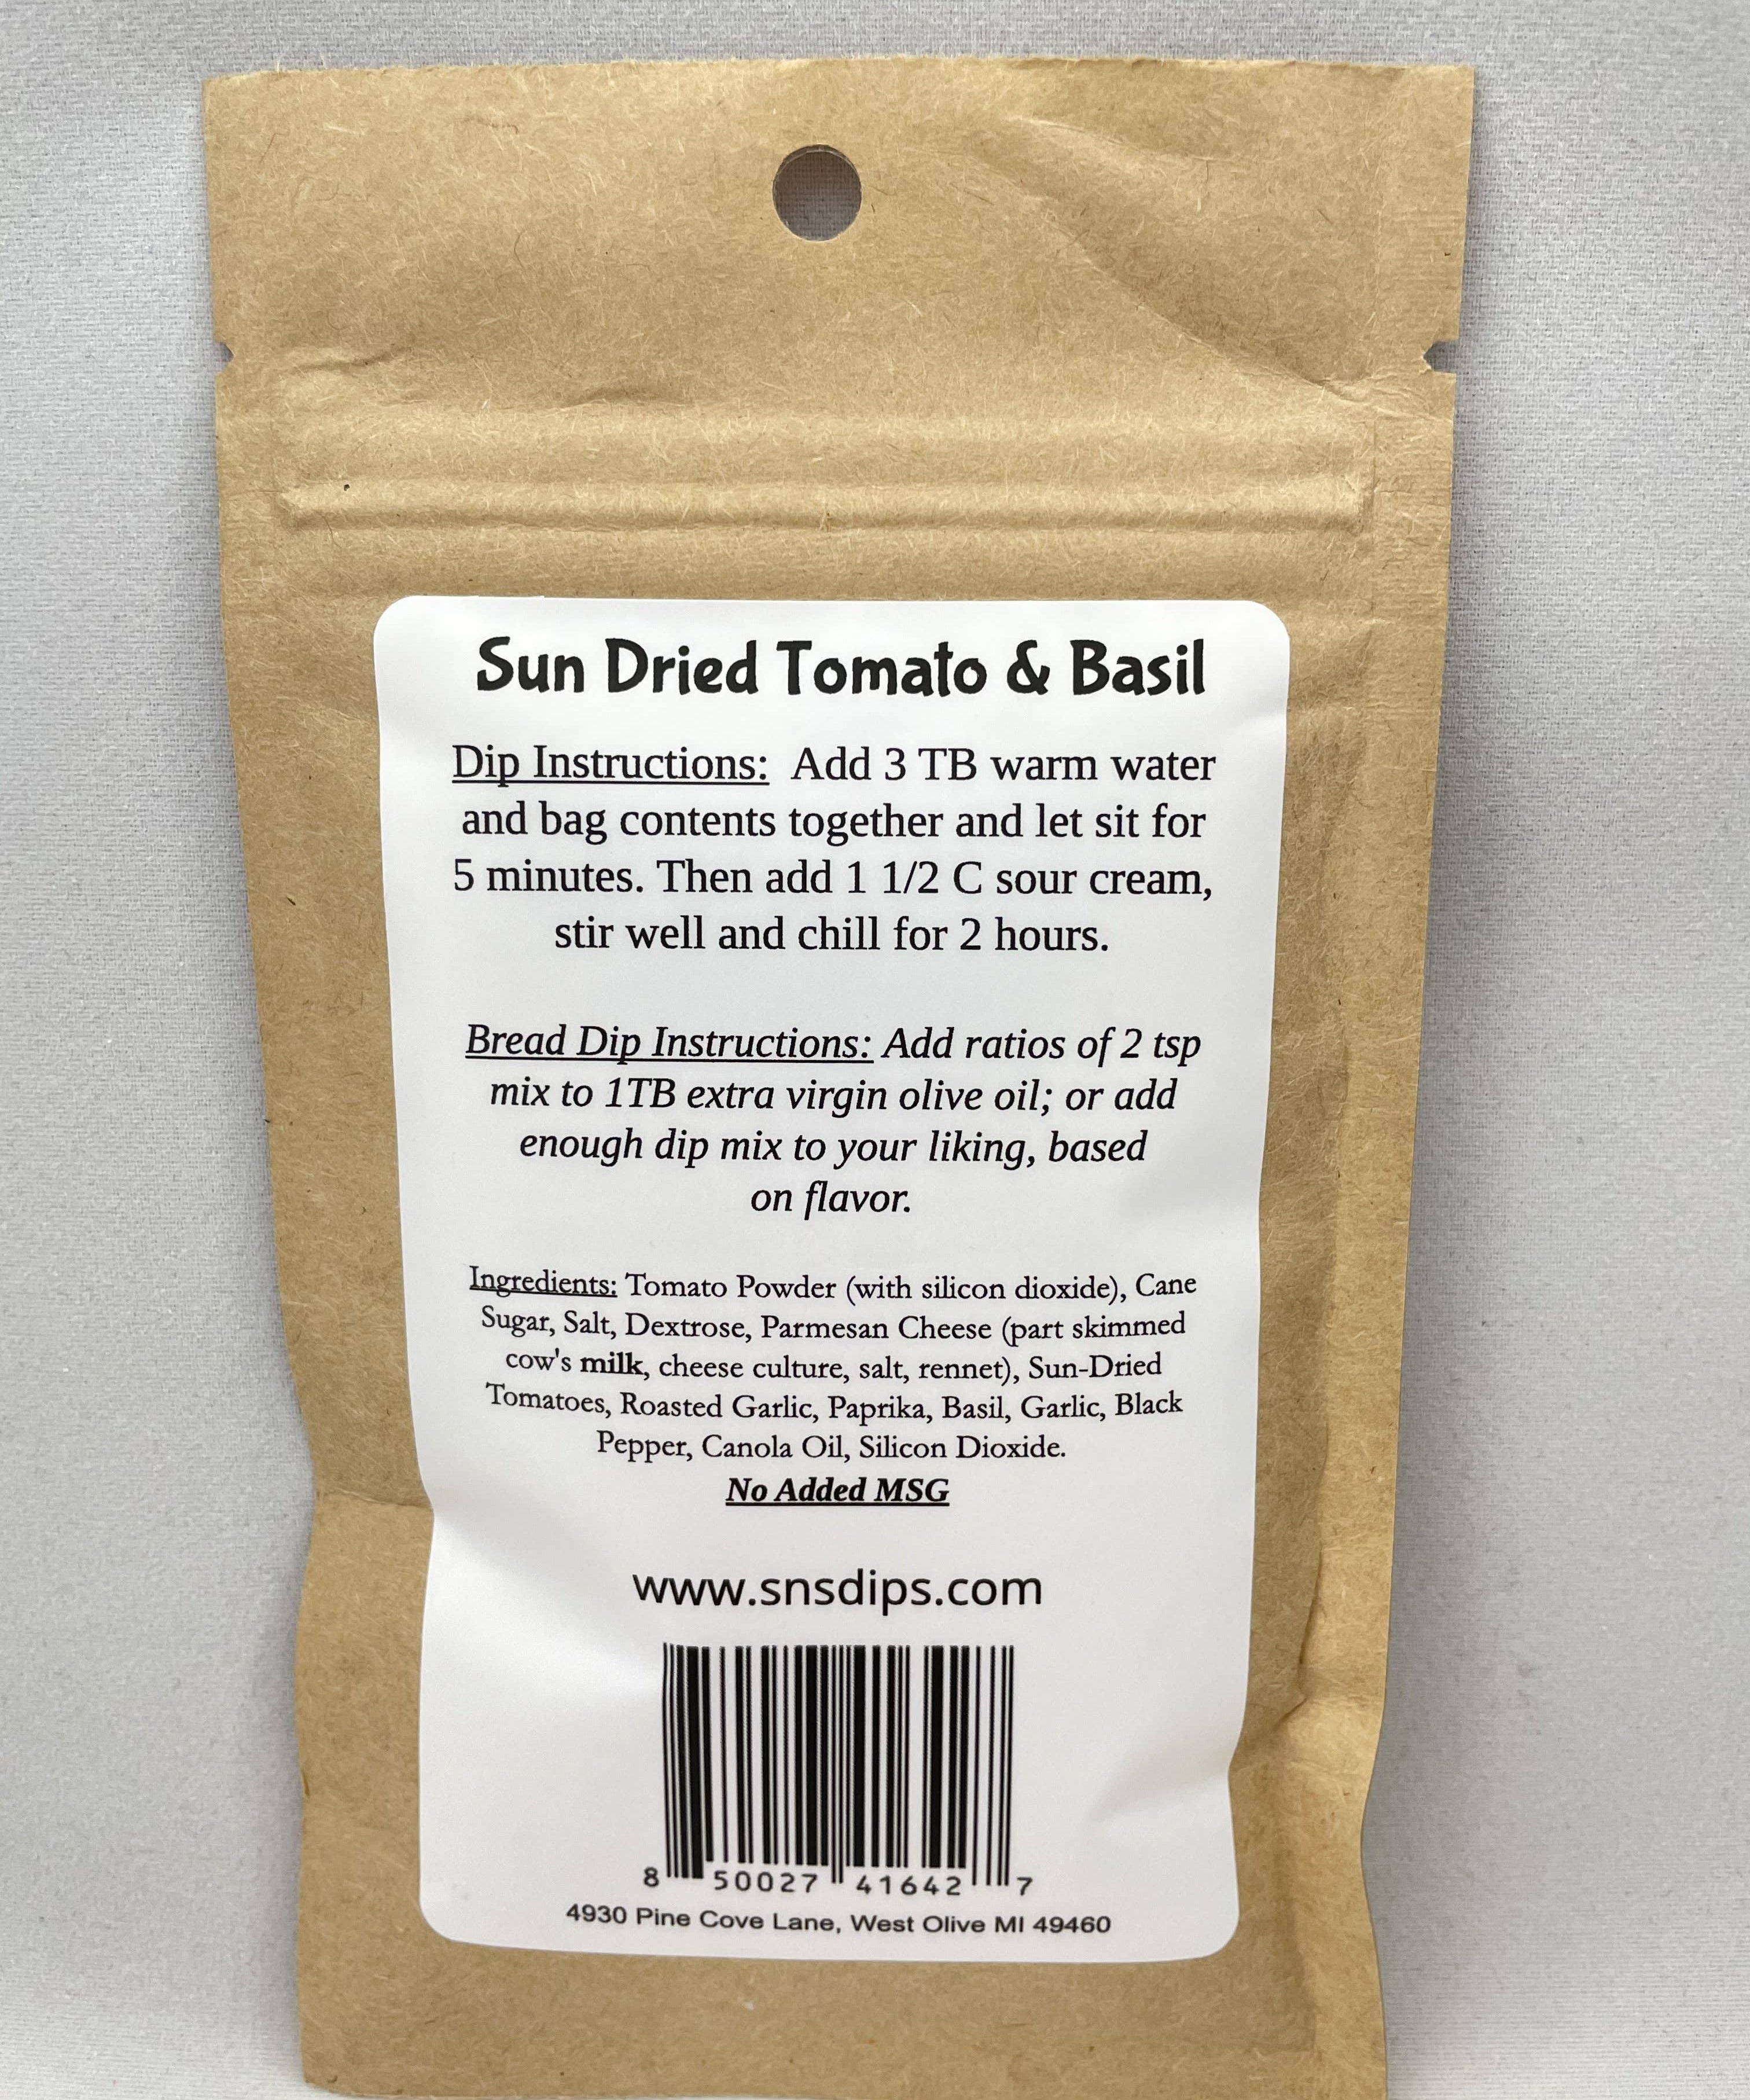 Sun Dried Tomato & Basil
Dip Instructions: Add 3 TB warm water
and bag contents together and let sit for
5 minutes. Then add 1 1/2 C sour cream,
stir well and chill for 2 hours.
Bread Dip Instructions: Add ratios of 2 tsp
mix to 1TB extra virgin olive oil; or add
enough dip mix to your liking, based
on flavor.
Ingredients: Tomato Powder (with silicon dioxide), Cane
Sugar, Salt, Dextrose, Parmesan Cheese (part skimmed
cow's milk, cheese culture, salt, rennet), Sun-Dried
Tomatoes, Roasted Garlic, Paprika, Basil, Garlic, Black
Pepper, Canola Oil, Silicon Dioxide.
No Added MSG
www.snsdips.com
8 50027 41642 7
4930 Pine Cove Lane, West Olive MI 49460